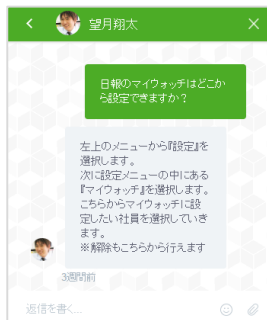 望月翔太
日報のマイウォッチはどこか
ら設定できますか？
左上のメニューから『設定』を
選択します。
次に設定メニューの中にある
『マイウォッチ』を選択します。
こちらからマイウォッチに設
定したい社員を選択していき
ます。
※解除もこちらから行えます
3週間前
返信を書く...